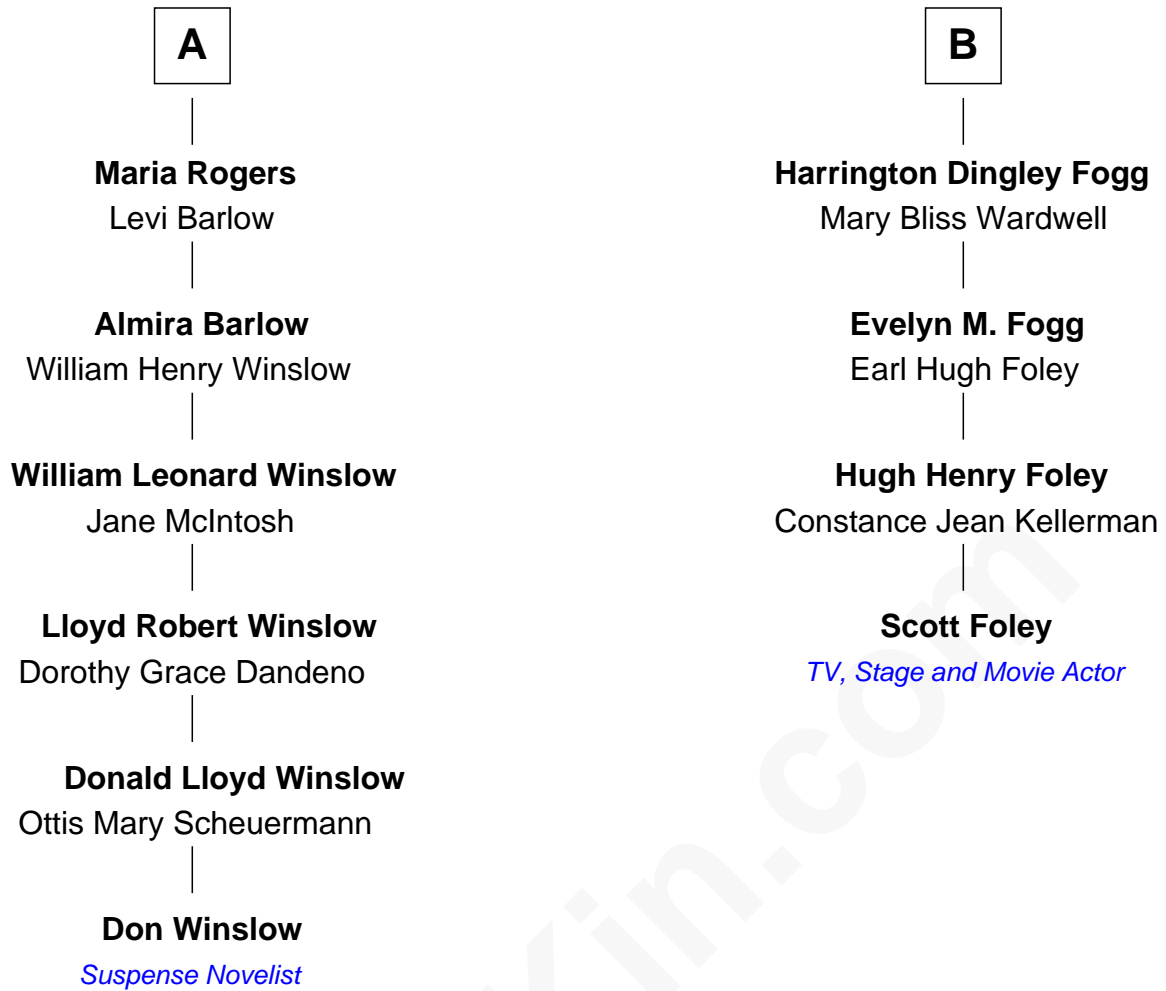 A
Maria Rogers
Levi Barlow
Almira Barlow
William Henry Winslow
William Leonard Winslow
Jane McIntosh
Lloyd Robert Winslow
Dorothy Grace Dandeno
Donald Lloyd Winslow
Ottis Mary Scheuermann
Don Winslow
Suspense Novelist
B
Harrington Dingley Fogg
Mary Bliss Wardwell
Evelyn M. Fogg
Earl Hugh Foley
Hugh Henry Foley
Constance Jean Kellerman
Scott Foley
TV, Stage and Movie Actor
Kin.com